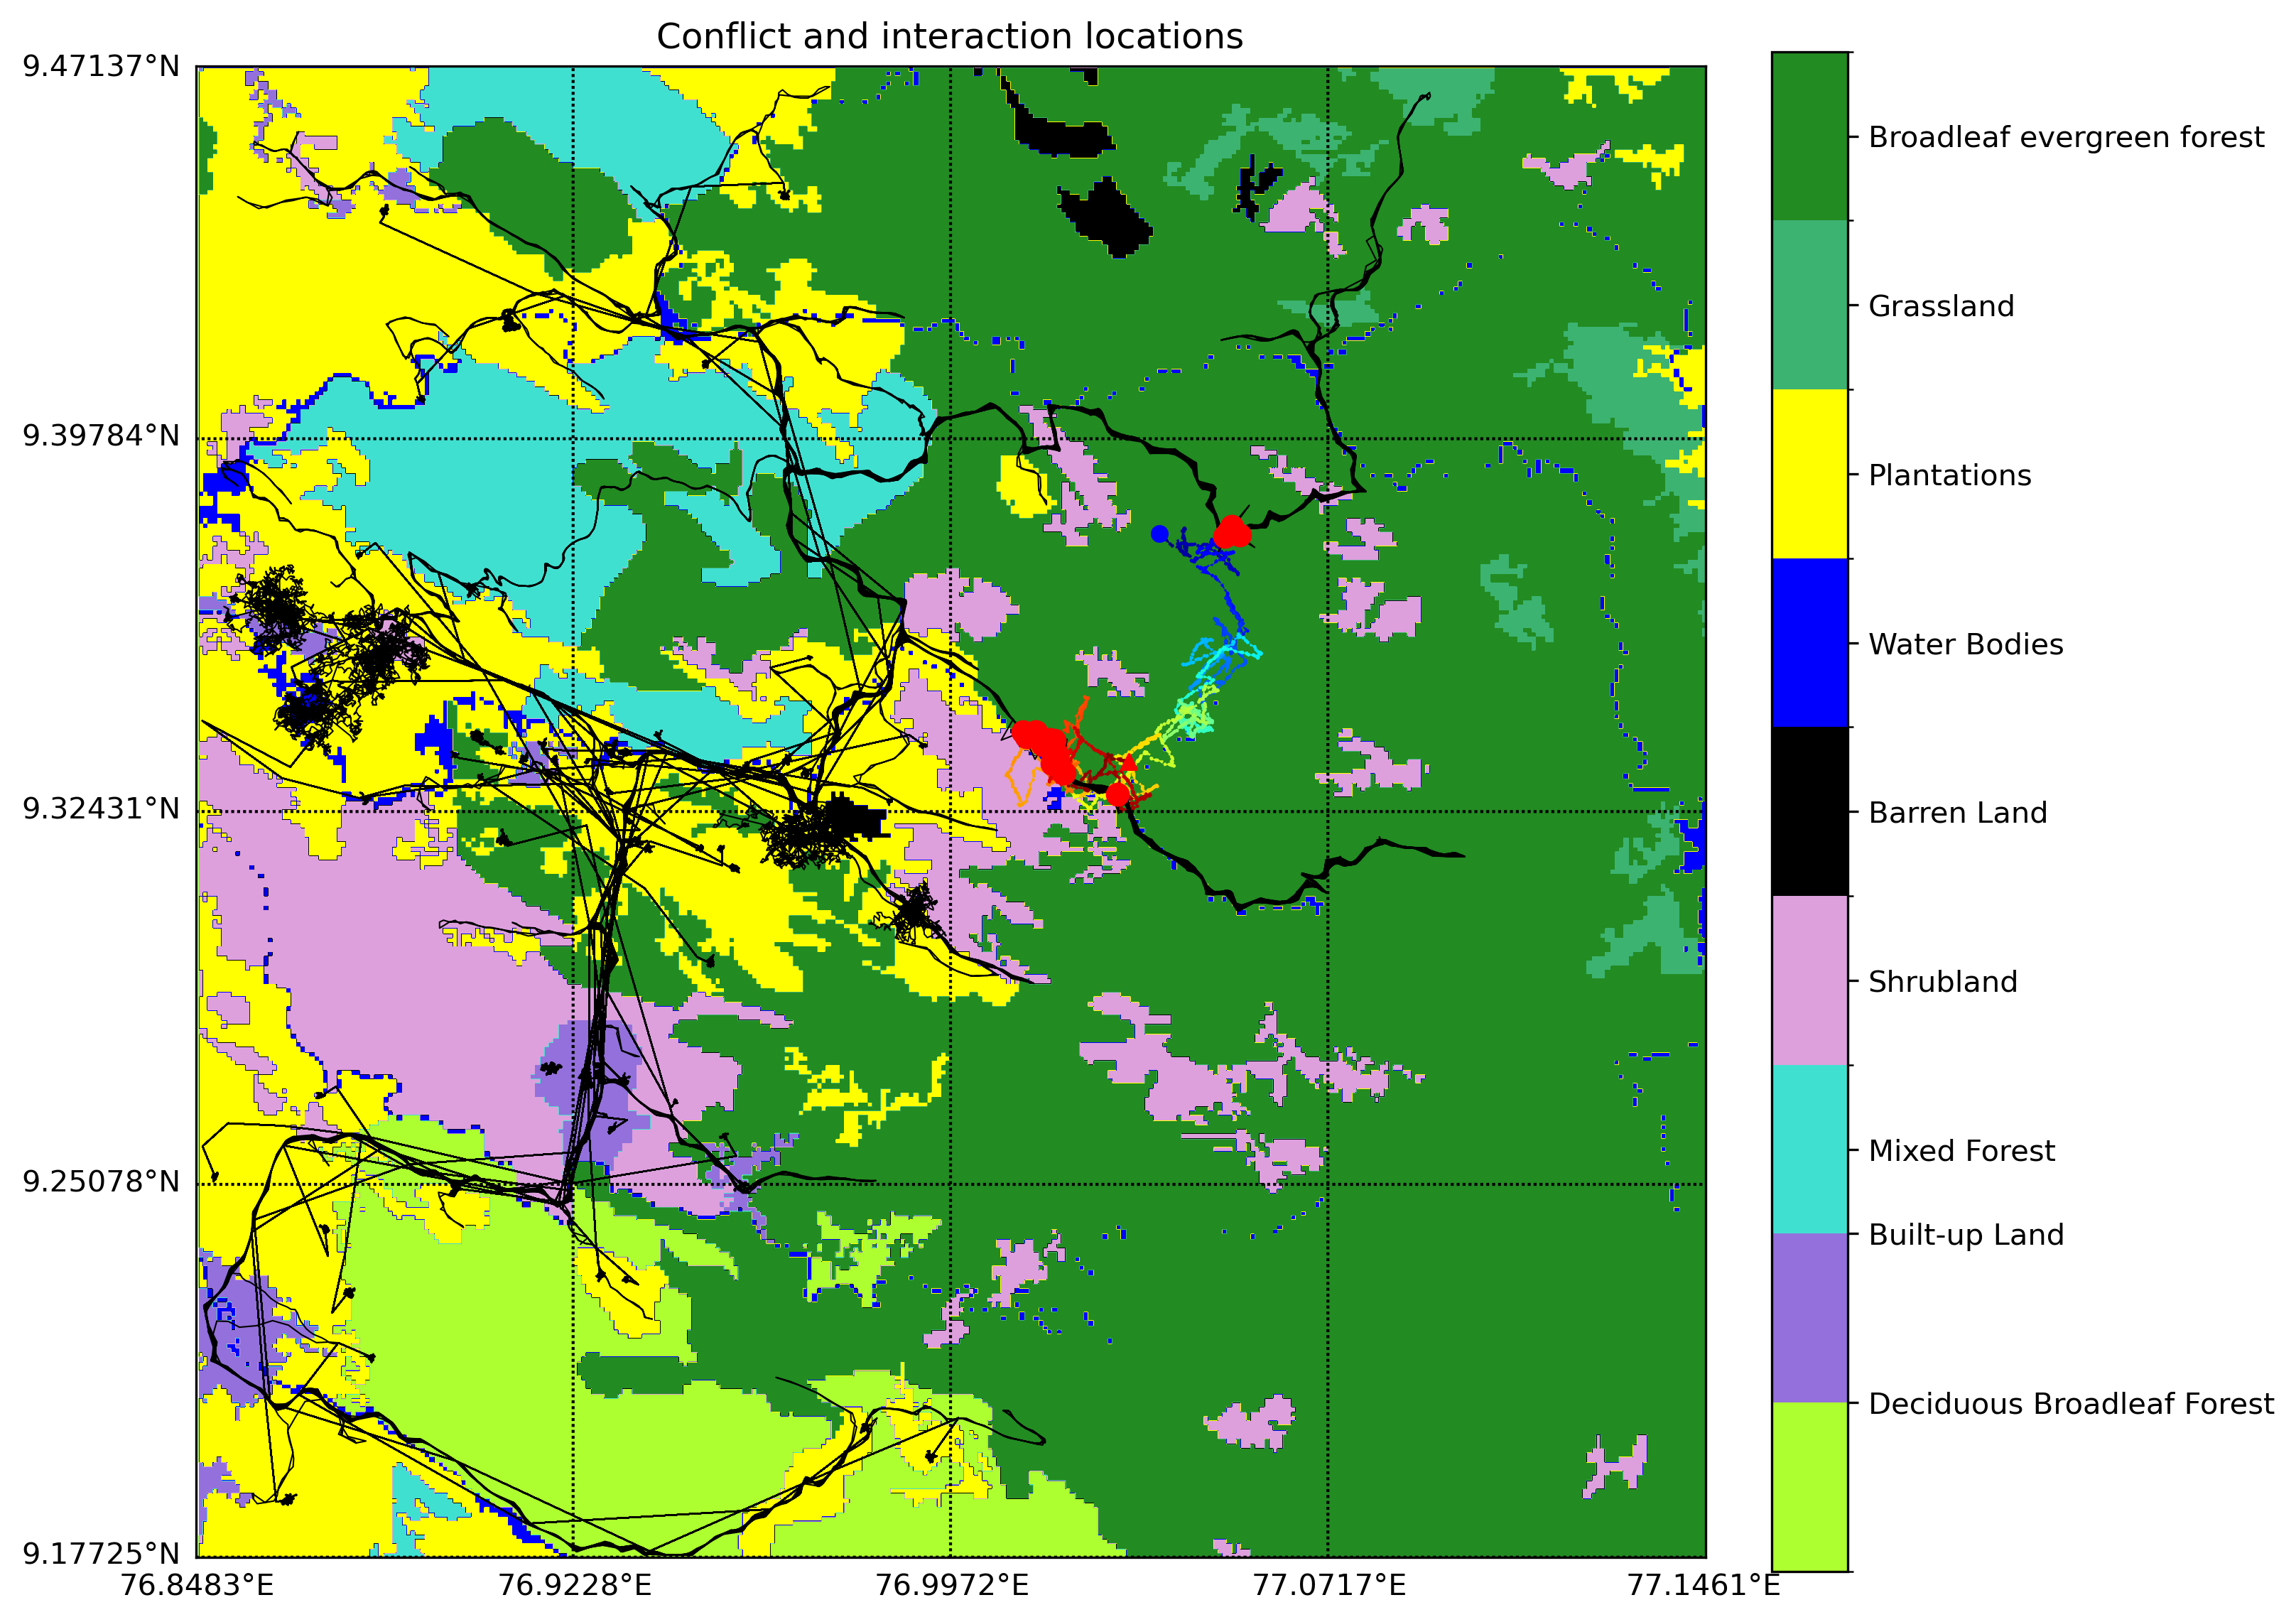 Conflict and interaction locations
9.47137°N
9.39784°N
9.32431°N
9.25078°N
9.17725°N
76.8483°E
76.9228°E
76.9972°E
77.0717°E
77.1461°E
Broadleaf evergreen forest
Grassland
Plantations
Water Bodies
Barren Land
Shrubland
Mixed Forest
Built-up Land
Deciduous Broadleaf Forest